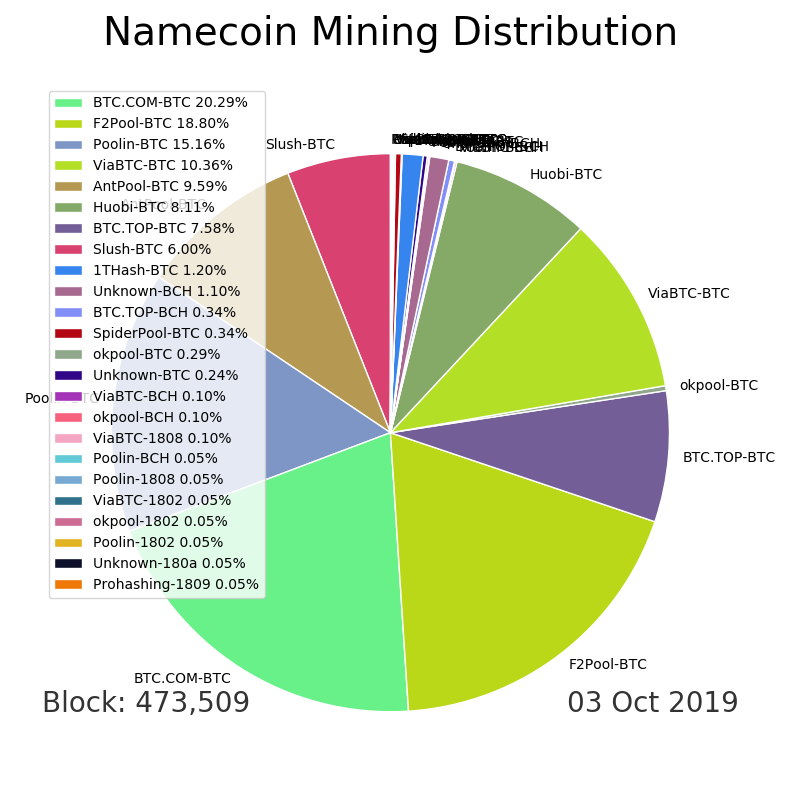 Namecoin Mining Distribution
BTC.COM-BTC 20.29%
F2Pool-BTC 18.80%
Poolin-BTC 15.16%
ViaBTC-BTC 10.36%
AntPool-BTC 9.59%
Huobi-BTC 8.11%
BTC.TOP-BTC 7.58%
Slush-BTC 6.00%
1THash-BTC 1.20%
Unknown-BCH 1.10%
BTC.TOP-BCH 0.34%
SpiderPool-BTC 0.34%
okpool-BTC 0.29%
Unknown-BTC 0.24%
ViaBTC-BCH 0.10%
okpool-BCH 0.10%
ViaBTC-1808 0.10%
Poolin-BCH 0.05%
Poolin-1808 0.05%
ViaBTC-1802 0.05%
okpool-1802 0.05%
Poolin-1802 0.05%
Unknown-180a 0.05%
Prohashing-1809 0.05%
Slush-BTC
Huobi-BTC
ViaBTC-BTC
okpool-BTC
BTC.TOP-BTC
F2Pool-BTC
BTC.COM-BTC
Block: 473,509
03 Oct 2019